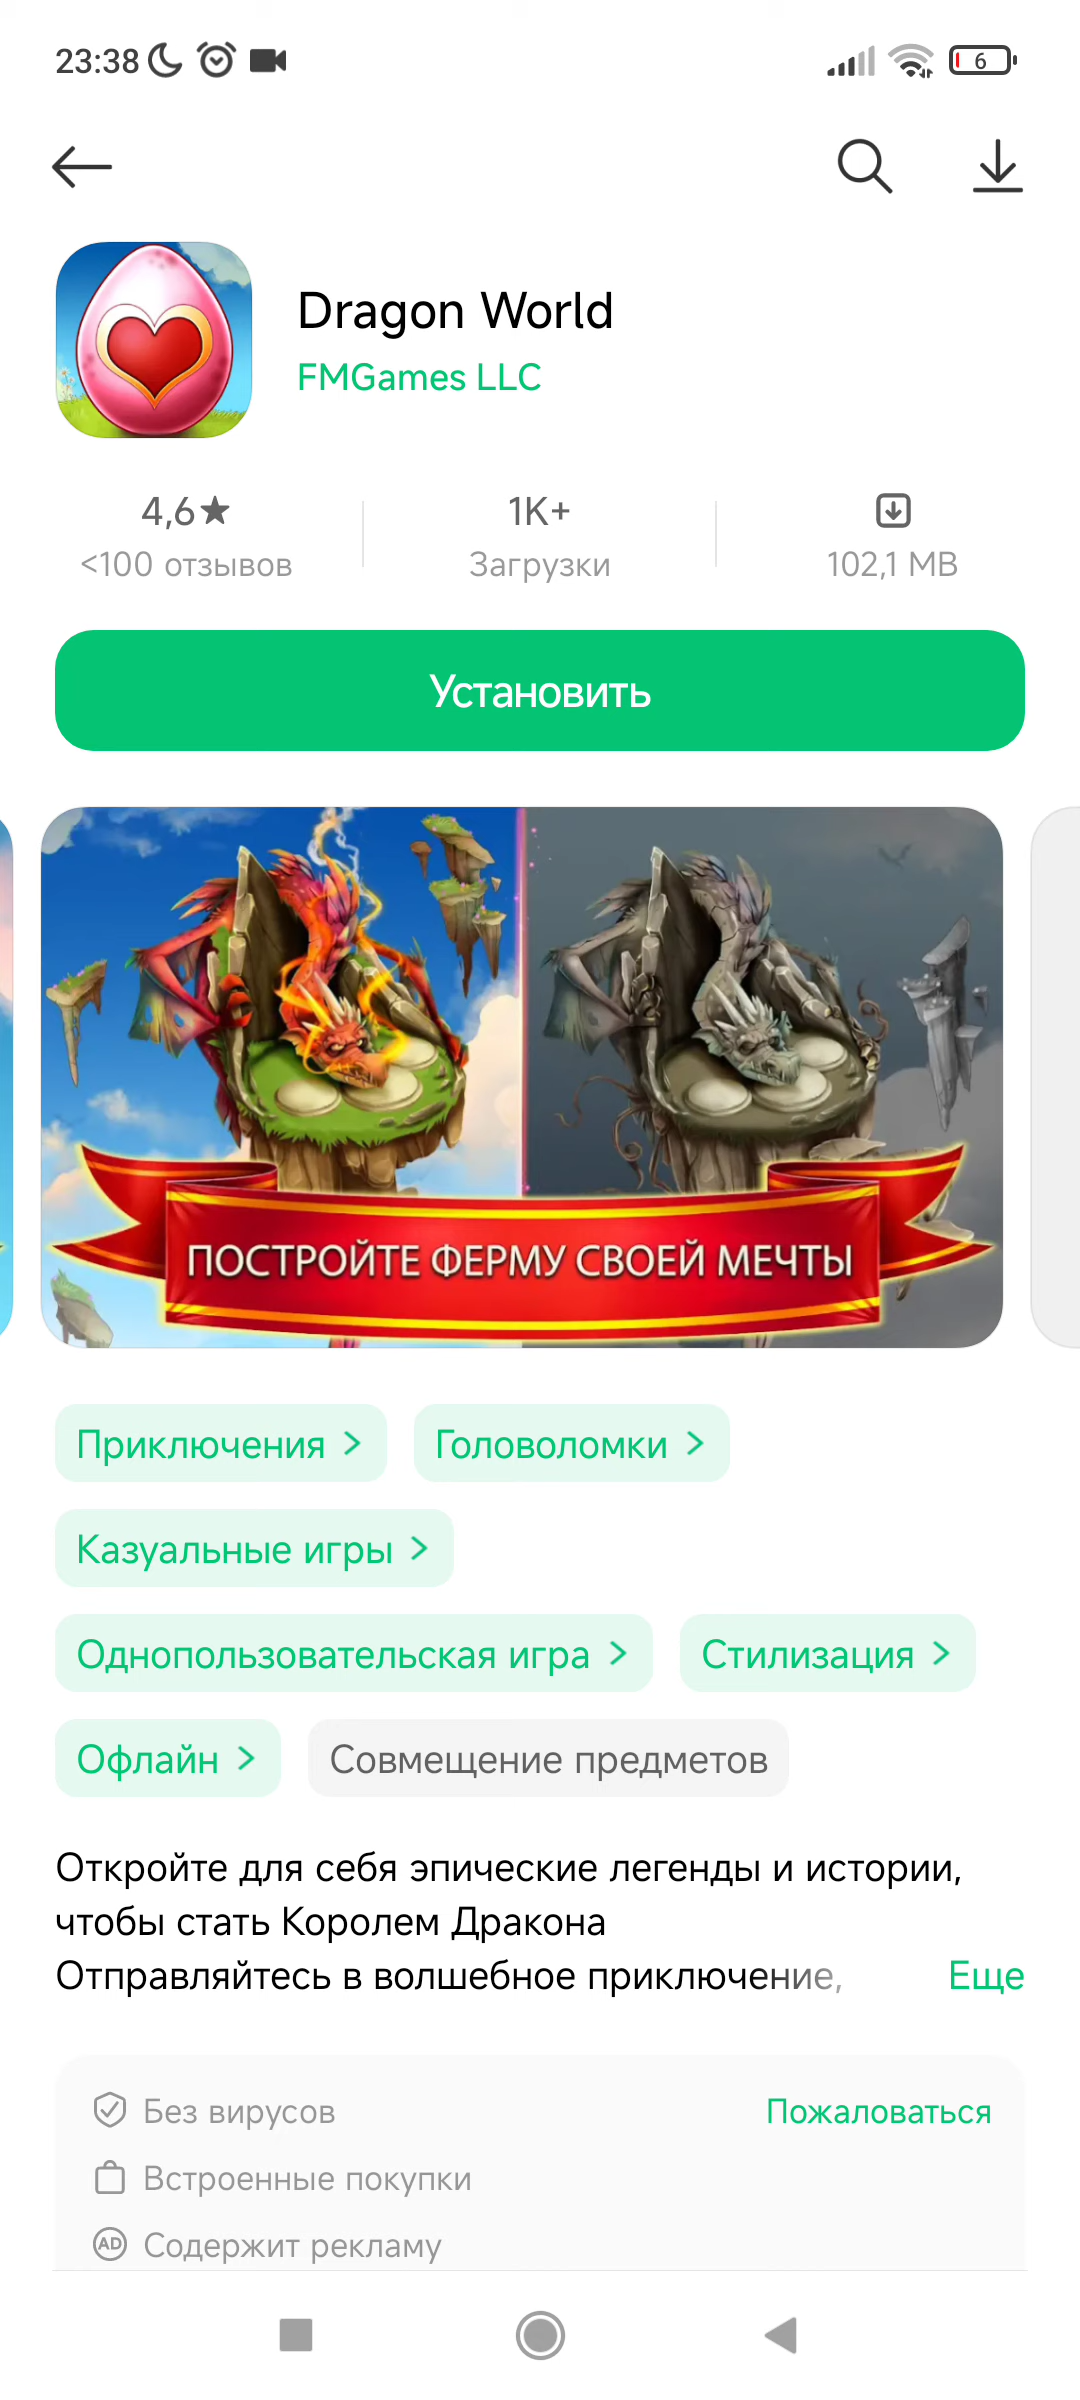 23:38
6
Dragon World
FMGames LLC
4,6★
<100 отзывов
1K+
Загрузки
102,1 MB
Установить
ПОСТРОЙТЕ ФЕРМУ СВОЕЙ МЕЧТЫ
Приключения >
Головоломки >
Казуальные игры >
Однопользовательская игра >
Стилизация >
Офлайн >
Совмещение предметов
Откройте для себя эпические легенды и истории,
чтобы стать Королем Дракона
Отправляйтесь в волшебное приключение,
Еще
Без вирусов
Пожаловаться
Встроенные покупки
AD Содержит рекламу